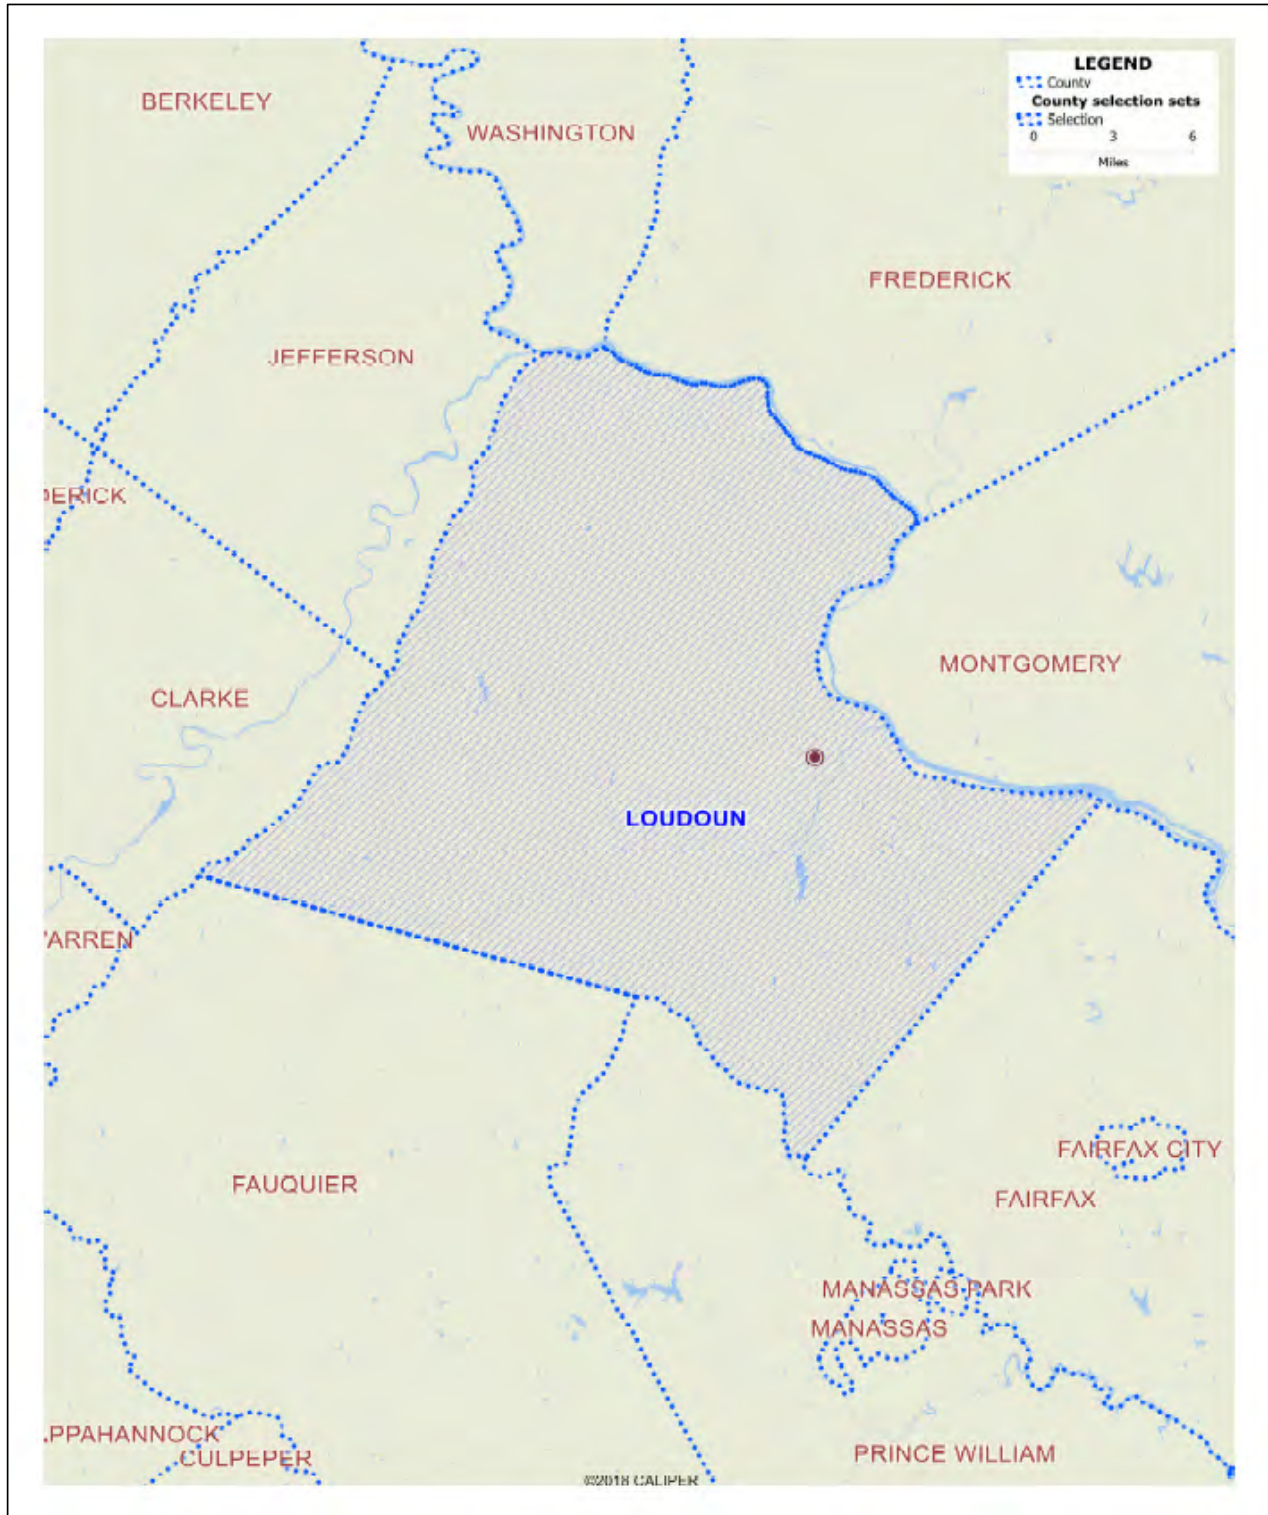 LEGEND
County
County selection sets
Selection
0 3 6
Miles
BERKELEY
WASHINGTON
FREDERICK
JEFFERSON
DERICK
MONTGOMERY
CLARKE
LOUDOUN
ARREN
FAIRFAX CITY
FAUQUIER
FAIRFAX
MANASSAS PARK
MANASSAS
PPAHANNOCK
CULPEPER
PRINCE WILLIAM
©2018 CALIPER